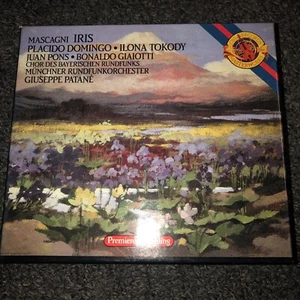 MASCAGNI IRIS
PLACIDO DOMINGO • ILONA TOKODY
JUAN PONS • BONALDO GIAIOTTI
CHOR DES BAYERISCHEN RUNDFUNKS
MÜNCHNER RUNDFUNKORCHESTER
GIUSEPPE PATANÈ
Premiere